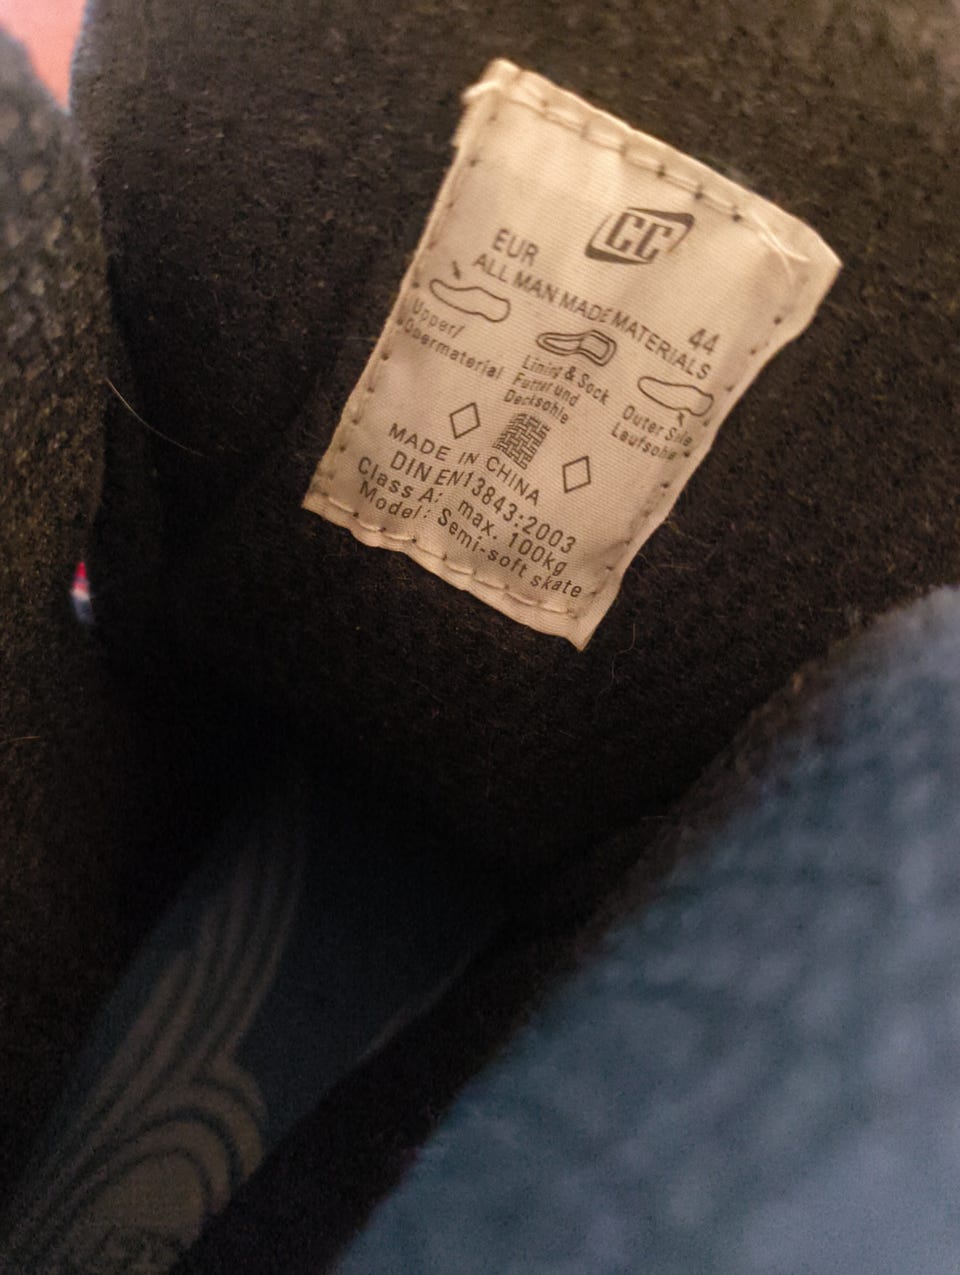 CC
EUR 44
ALL MAN MADE MATERIALS
Upper/
Obermaterial
Lining & Sock
Futter und
Decksohle
Outer Sole
Laufsohle
MADE IN CHINA
DIN EN13843:2003
Class A: max. 100kg
Model: Semi-soft skate